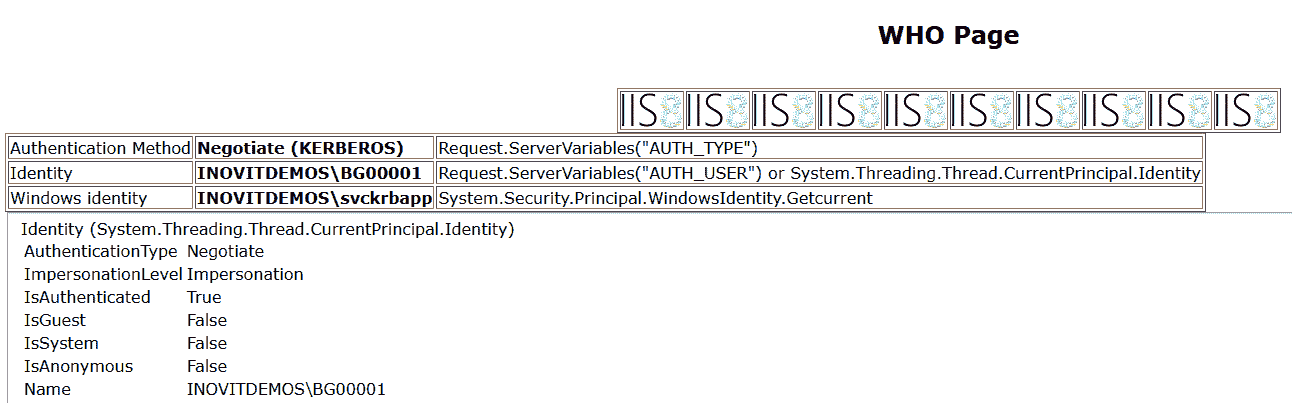 WHO Page
IIS8 IIS8 IIS8 IIS8 IIS8 IIS8 IIS8 IIS8 IIS8 IIS8
Authentication Method Negotiate (KERBEROS) Request.ServerVariables("AUTH_TYPE")
Identity INOVITDEMOS\BG00001 Request.ServerVariables("AUTH_USER") or System.Threading.Thread.CurrentPrincipal.Identity
Windows identity INOVITDEMOS\svckrbapp System.Security.Principal.WindowsIdentity.Getcurrent
Identity (System.Threading.Thread.CurrentPrincipal.Identity)
AuthenticationType Negotiate
ImpersonationLevel Impersonation
IsAuthenticated True
IsGuest False
IsSystem False
IsAnonymous False
Name INOVITDEMOS\BG00001